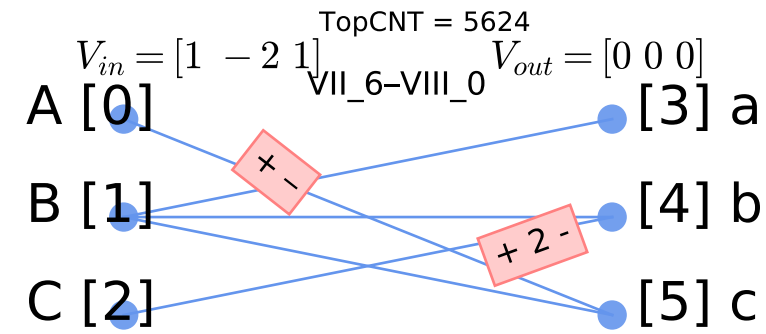 TopCNT = 5624
V_in = [1 −2 1] V_out = [0 0 0]
VII_6–VIII_0
A [0] [3] a
+ −
B [1] [4] b
+ 2 -
C [2] [5] c